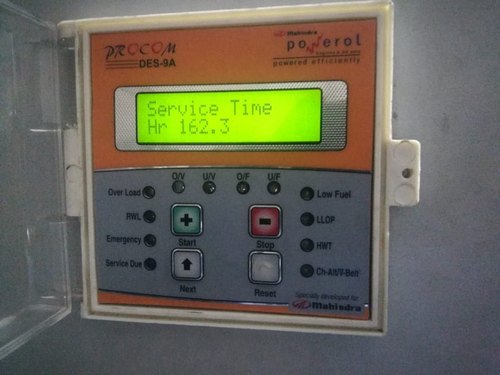 PROCOM
DES-9A
Mahindra
powerol
powered efficiently
Service Time
Hr 162.3
O/V U/V O/F U/F
Over Load
Low Fuel
RWL
LLOP
Emergency
HWT
Service Due
Ch-Alt/V-Belt
Start
Stop
Next
Reset
Specially developed for
Mahindra